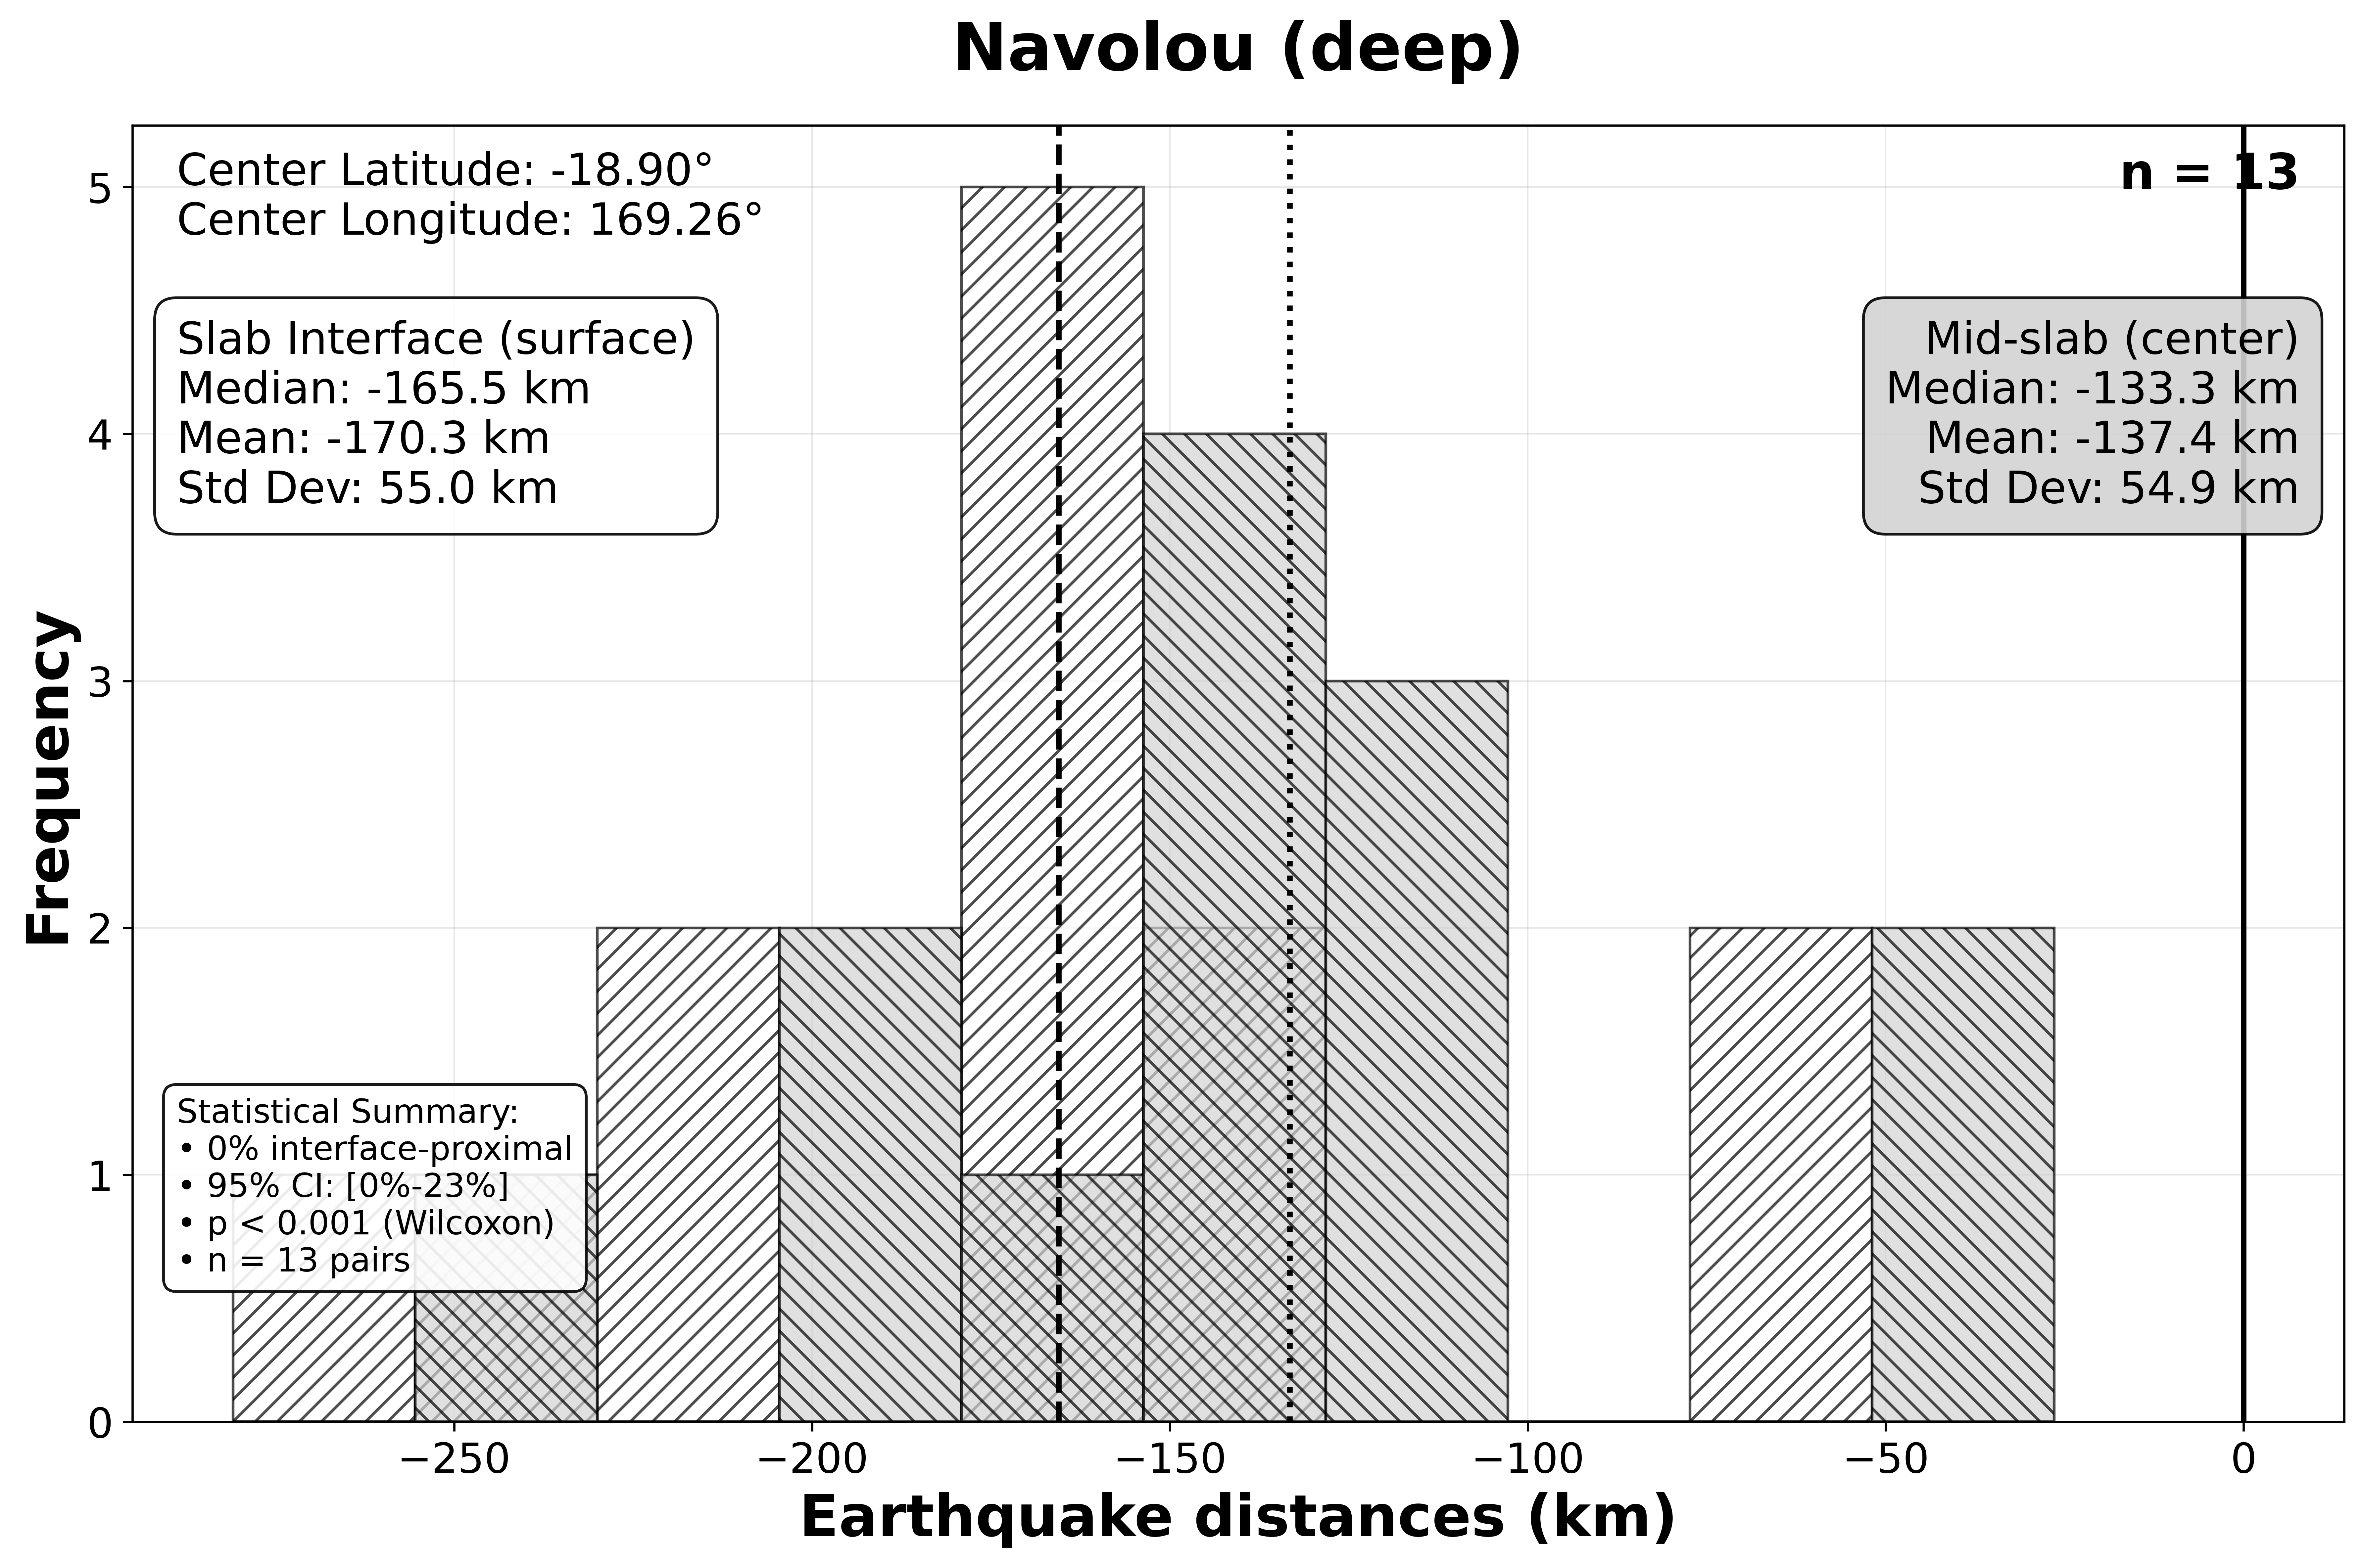 Navolou (deep)
Center Latitude: -18.90°
Center Longitude: 169.26°
n = 13
Slab Interface (surface)
Median: -165.5 km
Mean: -170.3 km
Std Dev: 55.0 km
Mid-slab (center)
Median: -133.3 km
Mean: -137.4 km
Std Dev: 54.9 km
Statistical Summary:
• 0% interface-proximal
• 95% CI: [0%-23%]
• p < 0.001 (Wilcoxon)
• n = 13 pairs
Frequency
5
4
3
2
1
0
−250 −200 −150 −100 −50 0
Earthquake distances (km)